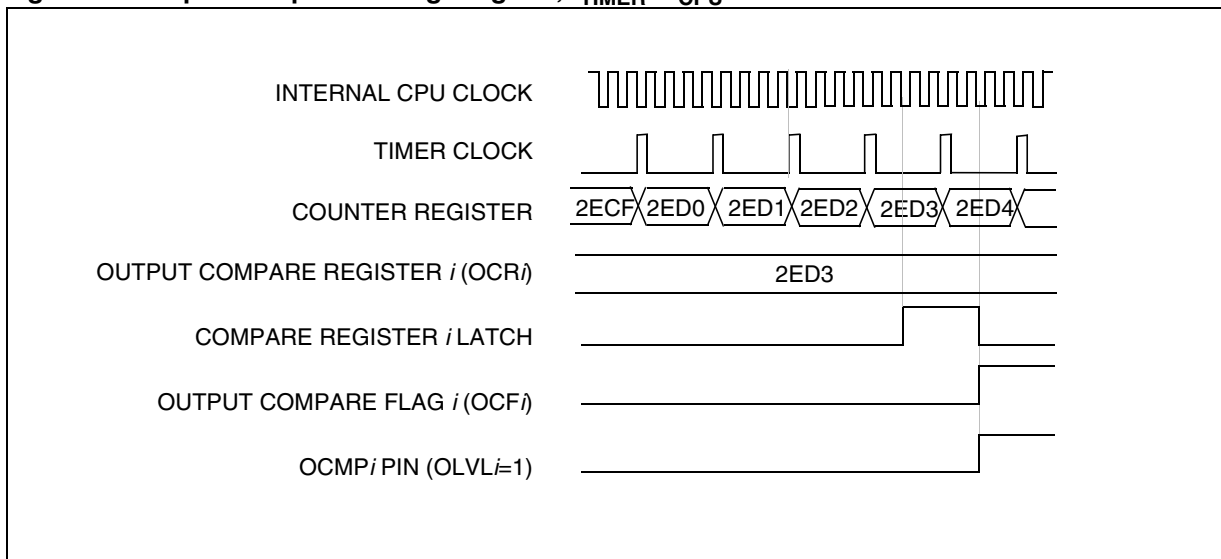 INTERNAL CPU CLOCK
TIMER CLOCK
COUNTER REGISTER
2ECF 2ED0 2ED1 2ED2 2ED3 2ED4
OUTPUT COMPARE REGISTER i (OCRi)
2ED3
COMPARE REGISTER i LATCH
OUTPUT COMPARE FLAG i (OCFi)
OCMPi PIN (OLVLi=1)